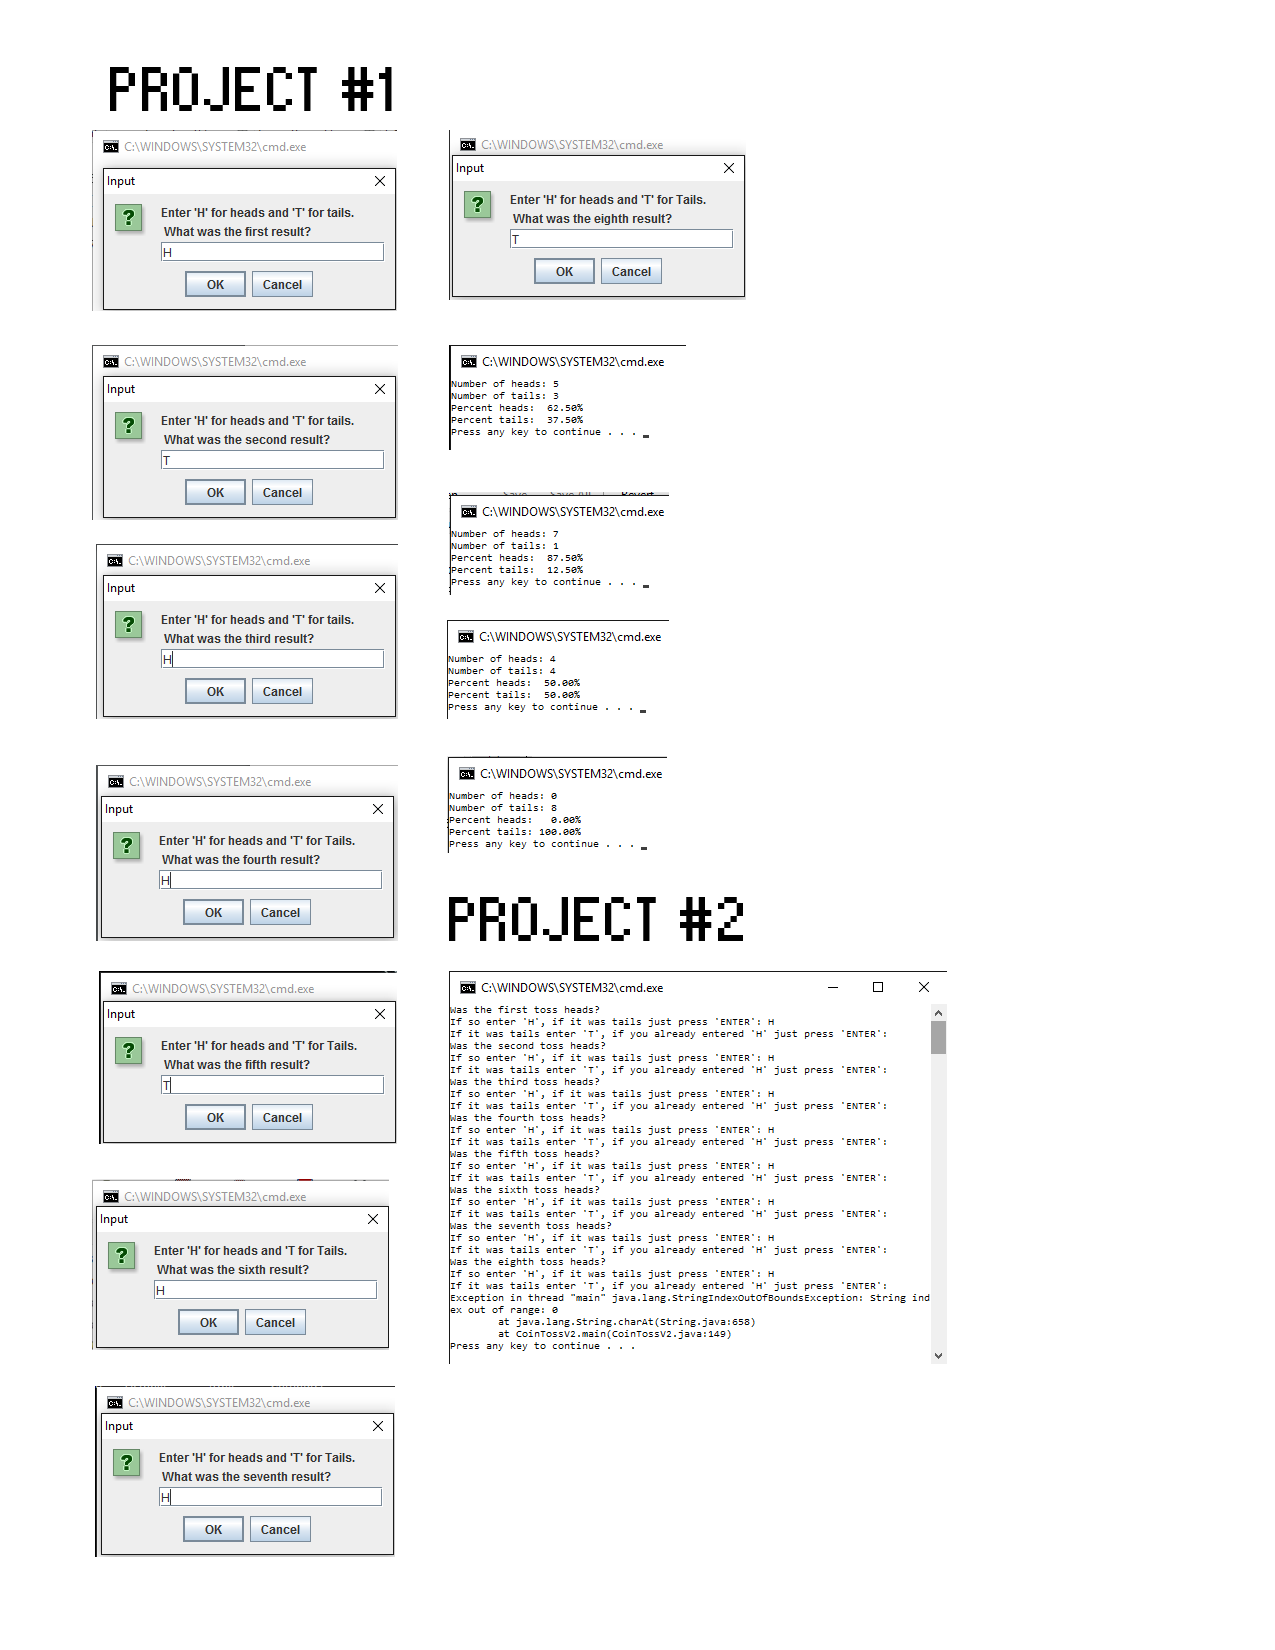 PROJECT #1
C:\WINDOWS\SYSTEM32\cmd.exe
Input
Enter 'H' for heads and 'T' for tails.
What was the first result?
H
OK Cancel
C:\WINDOWS\SYSTEM32\cmd.exe
Input
Enter 'H' for heads and 'T' for tails.
What was the second result?
T
OK Cancel
C:\WINDOWS\SYSTEM32\cmd.exe
Input
Enter 'H' for heads and 'T' for tails.
What was the third result?
H
OK Cancel
C:\WINDOWS\SYSTEM32\cmd.exe
Input
Enter 'H' for heads and 'T' for Tails.
What was the fourth result?
H
OK Cancel
C:\WINDOWS\SYSTEM32\cmd.exe
Input
Enter 'H' for heads and 'T' for Tails.
What was the fifth result?
T
OK Cancel
C:\WINDOWS\SYSTEM32\cmd.exe
Input
Enter 'H' for heads and 'T for Tails.
What was the sixth result?
H
OK Cancel
C:\WINDOWS\SYSTEM32\cmd.exe
Input
Enter 'H' for heads and 'T' for Tails.
What was the seventh result?
H
OK Cancel
C:\WINDOWS\SYSTEM32\cmd.exe
Input
Enter 'H' for heads and 'T' for Tails.
What was the eighth result?
T
OK Cancel
C:\WINDOWS\SYSTEM32\cmd.exe
Number of heads: 5
Number of tails: 3
Percent heads:  62.50%
Percent tails:  37.50%
Press any key to continue . . .
C:\WINDOWS\SYSTEM32\cmd.exe
Number of heads: 7
Number of tails: 1
Percent heads:  87.50%
Percent tails:  12.50%
Press any key to continue . . .
C:\WINDOWS\SYSTEM32\cmd.exe
Number of heads: 4
Number of tails: 4
Percent heads:  50.00%
Percent tails:  50.00%
Press any key to continue . . .
C:\WINDOWS\SYSTEM32\cmd.exe
Number of heads: 0
Number of tails: 8
Percent heads:   0.00%
Percent tails: 100.00%
Press any key to continue . . .
PROJECT #2
C:\WINDOWS\SYSTEM32\cmd.exe
Was the first toss heads?
If so enter 'H', if it was tails just press 'ENTER': H
If it was tails enter 'T', if you already entered 'H' just press 'ENTER':
Was the second toss heads?
If so enter 'H', if it was tails just press 'ENTER': H
If it was tails enter 'T', if you already entered 'H' just press 'ENTER':
Was the third toss heads?
If so enter 'H', if it was tails just press 'ENTER': H
If it was tails enter 'T', if you already entered 'H' just press 'ENTER':
Was the fourth toss heads?
If so enter 'H', if it was tails just press 'ENTER': H
If it was tails enter 'T', if you already entered 'H' just press 'ENTER':
Was the fifth toss heads?
If so enter 'H', if it was tails just press 'ENTER': H
If it was tails enter 'T', if you already entered 'H' just press 'ENTER':
Was the sixth toss heads?
If so enter 'H', if it was tails just press 'ENTER': H
If it was tails enter 'T', if you already entered 'H' just press 'ENTER':
Was the seventh toss heads?
If so enter 'H', if it was tails just press 'ENTER': H
If it was tails enter 'T', if you already entered 'H' just press 'ENTER':
Was the eighth toss heads?
If so enter 'H', if it was tails just press 'ENTER': H
If it was tails enter 'T', if you already entered 'H' just press 'ENTER':
Exception in thread "main" java.lang.StringIndexOutOfBoundsException: String ind
ex out of range: 0
at java.lang.String.charAt(String.java:658)
at CoinTossV2.main(CoinTossV2.java:149)
Press any key to continue . . .